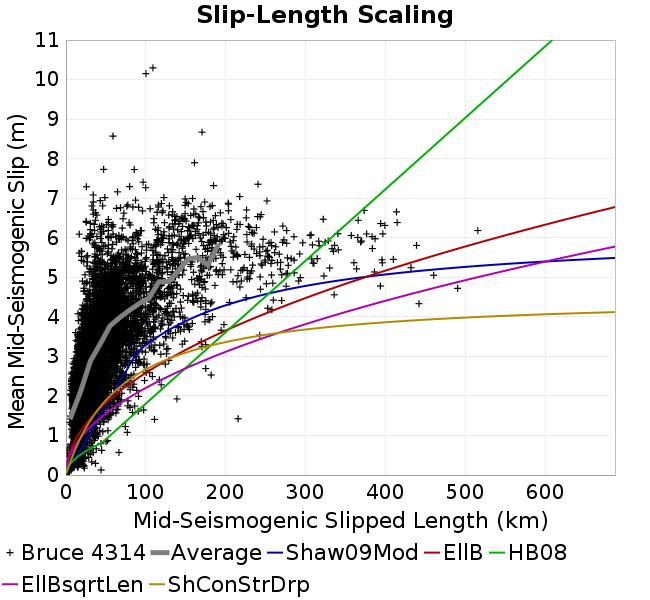 Slip-Length Scaling
Mean Mid-Seismogenic Slip (m)
11
10
9
8
7
6
5
4
3
2
1
0
0 100 200 300 400 500 600
Mid-Seismogenic Slipped Length (km)
Bruce 4314 Average Shaw09Mod EllB HB08
EllBsqrtLen ShConStrDrp